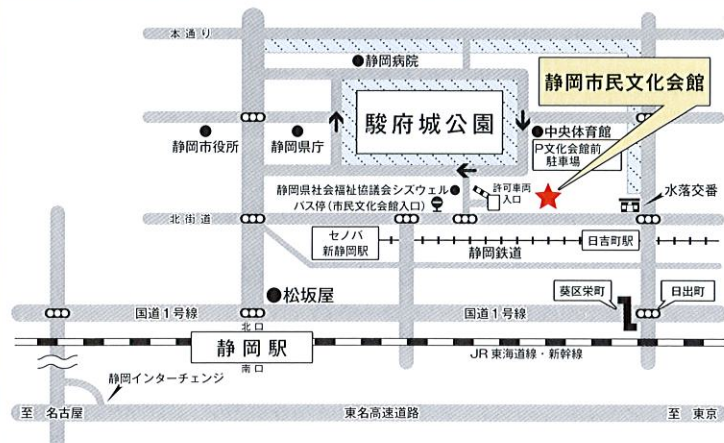 本通り
静岡病院
静岡市民文化会館
駿府城公園
静岡市役所
静岡県庁
中央体育館
P文化会館前
駐車場
静岡県社会福祉協議会シズウェル
バス停(市民文化会館入口)
許可車両
入口
水落交番
北街道
セノバ
新静岡駅
日吉町駅
静岡鉄道
松坂屋
葵区栄町
日出町
国道1号線
国道1号線
北口
静岡駅
南口
JR東海道線・新幹線
静岡インターチェンジ
至 名古屋
東名高速道路
至 東京